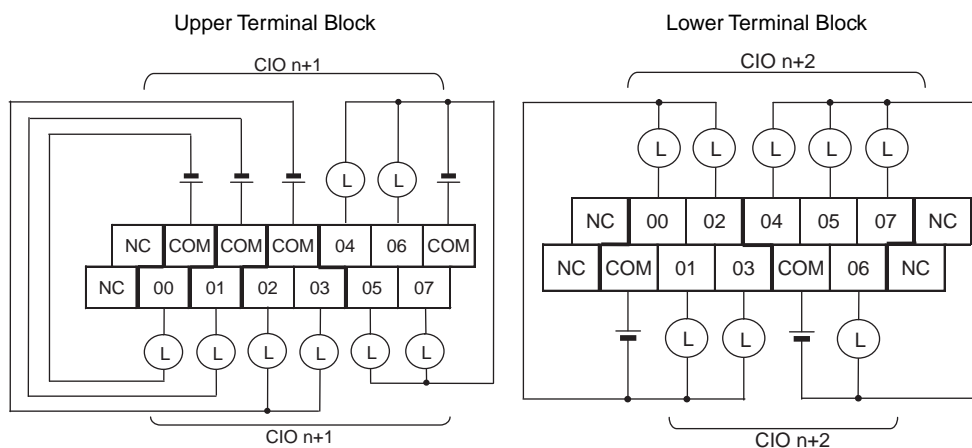 Upper Terminal Block
CIO n+1
L L L
NC COM COM COM 04 06 COM
NC 00 01 02 03 05 07
L L L L L L
CIO n+1
Lower Terminal Block
CIO n+2
L L L L L
NC 00 02 04 05 07 NC
NC COM 01 03 COM 06 NC
L L L
CIO n+2